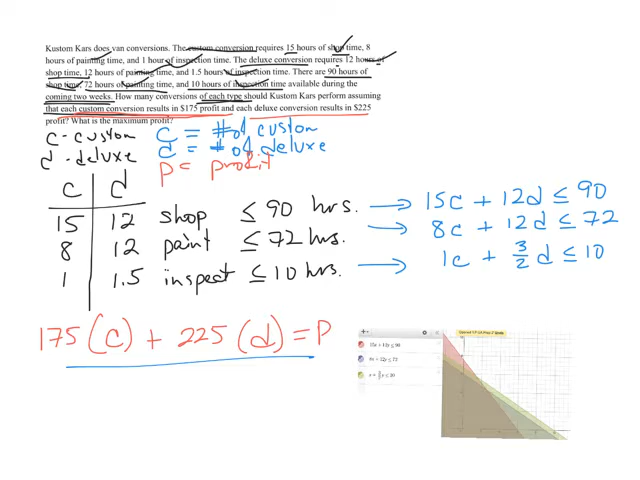 Kustom Kars does van conversions. The custom conversion requires 15 hours of shop time, 8
hours of painting time, and 1 hour of inspection time. The deluxe conversion requires 12 hours of
shop time, 12 hours of painting time, and 1.5 hours of inspection time. There are 90 hours of
shop time, 72 hours of painting time, and 10 hours of inspection time available during the
coming two weeks. How many conversions of each type should Kustom Kars perform assuming
that each custom conversion results in $175 profit and each deluxe conversion results in $225
profit? What is the maximum profit?
c - custom
d - deluxe
c = # of custom
d = # of deluxe
P = profit
c d
15 12 shop ≤ 90 hrs. → 15c + 12d ≤ 90
8 12 paint ≤ 72 hrs. → 8c + 12d ≤ 72
1 1.5 inspect ≤ 10 hrs. → 1c + 3/2 d ≤ 10
175 (c) + 225 (d) = P
15x + 12y ≤ 90